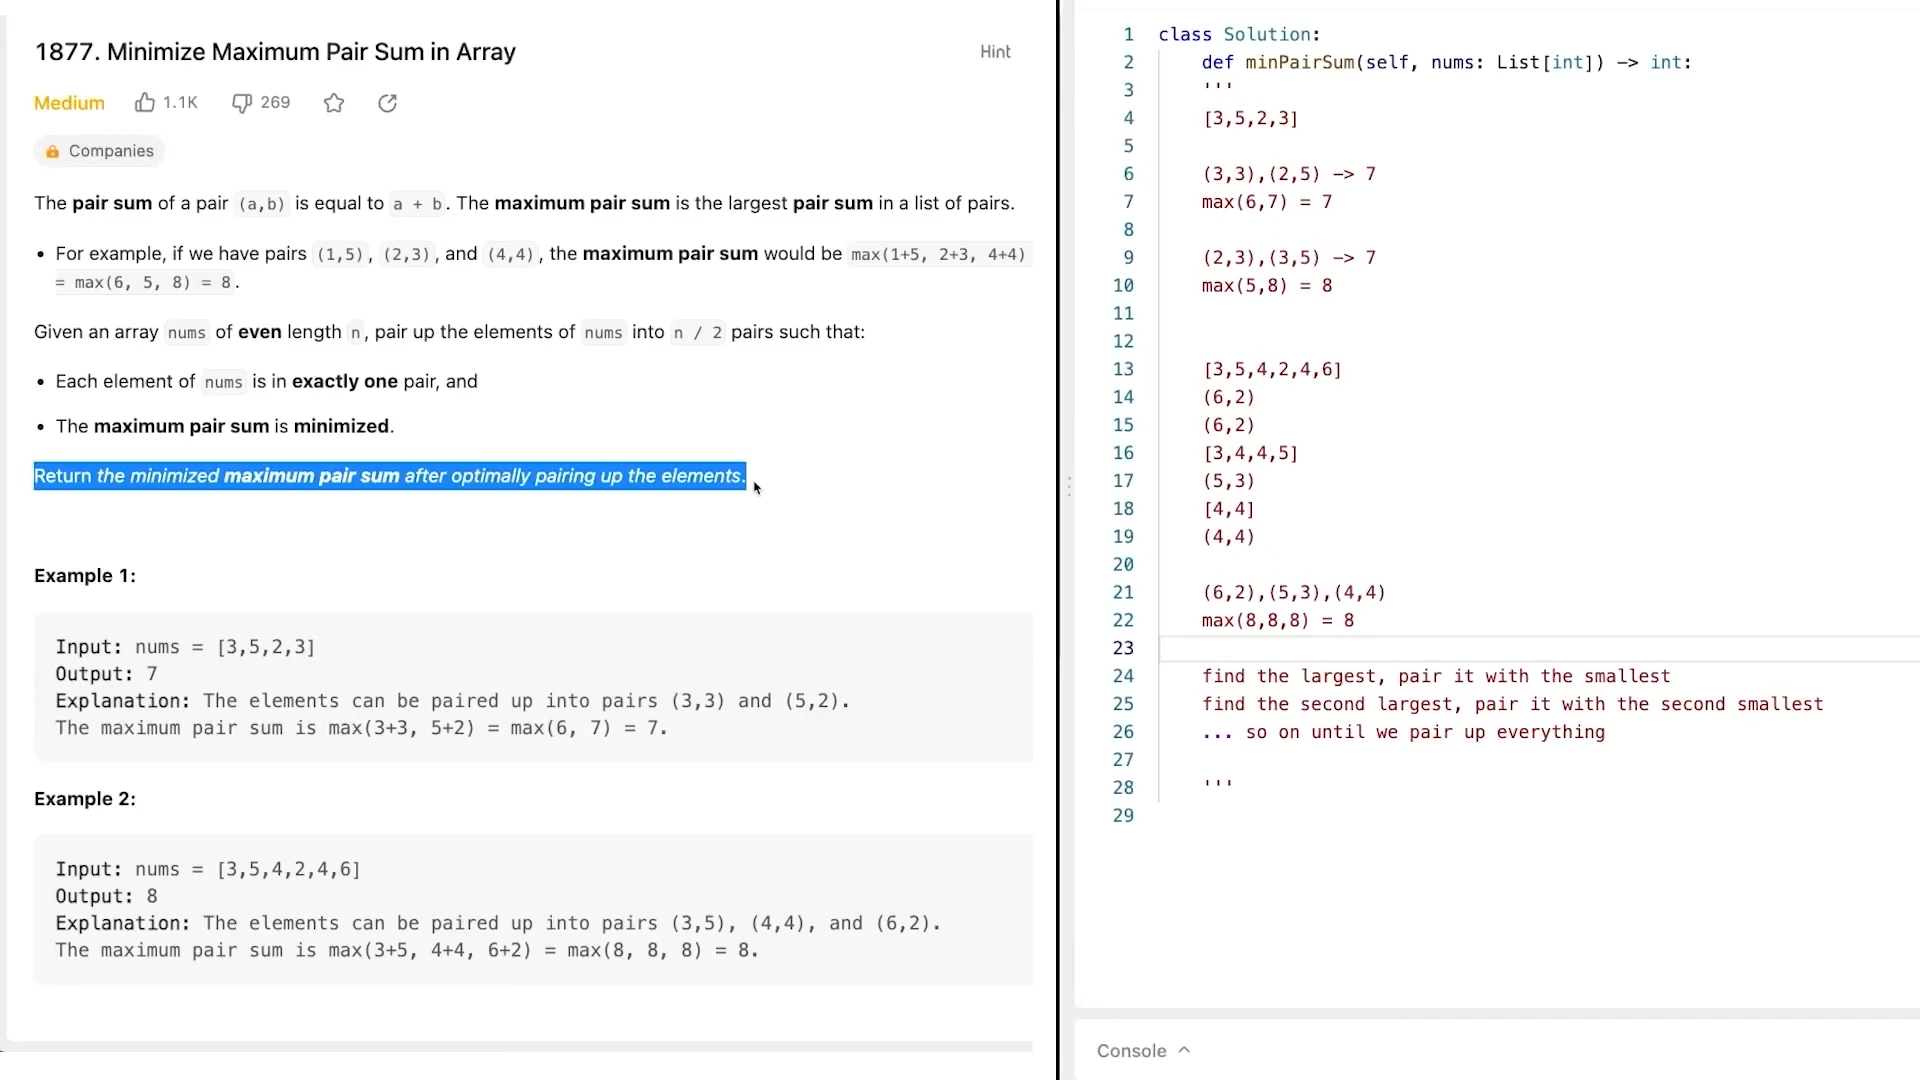 1877. Minimize Maximum Pair Sum in Array
Hint
Medium 1.1K 269
Companies
The pair sum of a pair (a,b) is equal to a + b. The maximum pair sum is the largest pair sum in a list of pairs.
• For example, if we have pairs (1,5), (2,3), and (4,4), the maximum pair sum would be max(1+5, 2+3, 4+4)
= max(6, 5, 8) = 8.
Given an array nums of even length n, pair up the elements of nums into n / 2 pairs such that:
• Each element of nums is in exactly one pair, and
• The maximum pair sum is minimized.
Return the minimized maximum pair sum after optimally pairing up the elements.
Example 1:
Input: nums = [3,5,2,3]
Output: 7
Explanation: The elements can be paired up into pairs (3,3) and (5,2).
The maximum pair sum is max(3+3, 5+2) = max(6, 7) = 7.
Example 2:
Input: nums = [3,5,4,2,4,6]
Output: 8
Explanation: The elements can be paired up into pairs (3,5), (4,4), and (6,2).
The maximum pair sum is max(3+5, 4+4, 6+2) = max(8, 8, 8) = 8.
1 class Solution:
2 def minPairSum(self, nums: List[int]) -> int:
3 '''
4 [3,5,2,3]
5
6 (3,3),(2,5) -> 7
7 max(6,7) = 7
8
9 (2,3),(3,5) -> 7
10 max(5,8) = 8
11
12
13 [3,5,4,2,4,6]
14 (6,2)
15 (6,2)
16 [3,4,4,5]
17 (5,3)
18 [4,4]
19 (4,4)
20
21 (6,2),(5,3),(4,4)
22 max(8,8,8) = 8
23
24 find the largest, pair it with the smallest
25 find the second largest, pair it with the second smallest
26 ... so on until we pair up everything
27
28 '''
29
Console